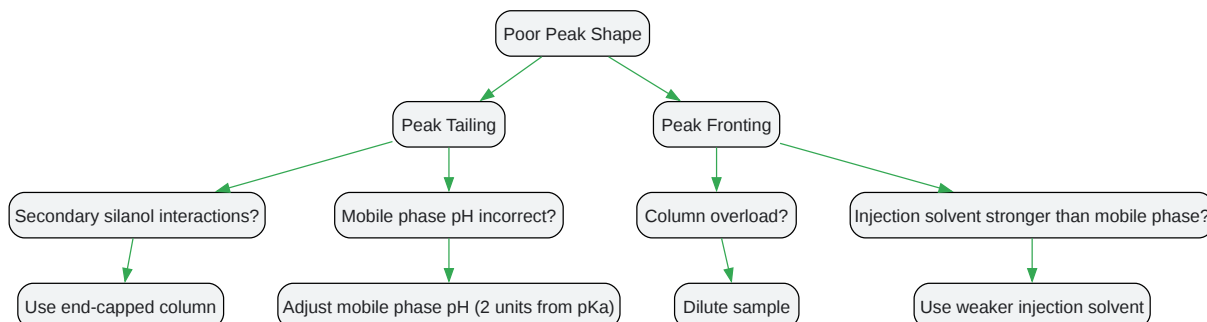 Poor Peak Shape
Peak Tailing
Peak Fronting
Secondary silanol interactions?
Mobile phase pH incorrect?
Column overload?
Injection solvent stronger than mobile phase?
Use end-capped column
Adjust mobile phase pH (2 units from pKa)
Dilute sample
Use weaker injection solvent